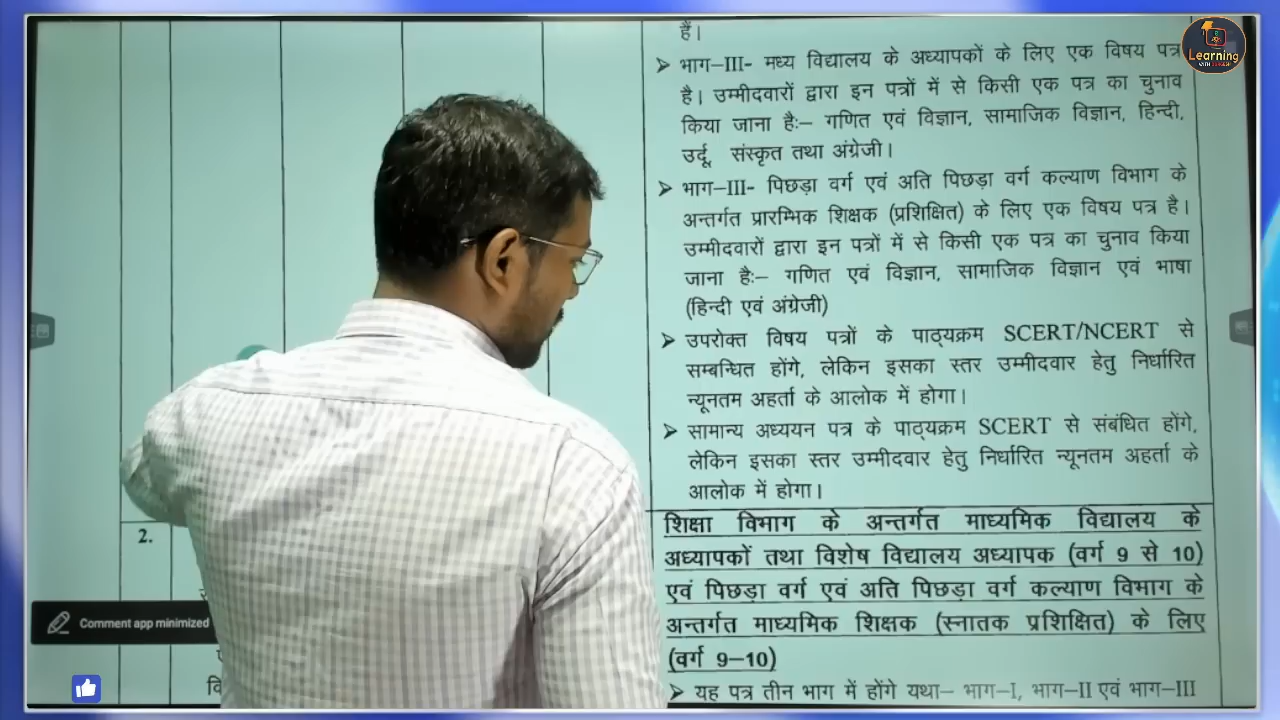 हैं।
Learning
➤ भाग–III- मध्य विद्यालय के अध्यापकों के लिए एक विषय पत्र
है। उम्मीदवारों द्वारा इन पत्रों में से किसी एक पत्र का चुनाव
किया जाना है:– गणित एवं विज्ञान, सामाजिक विज्ञान, हिन्दी,
उर्दू, संस्कृत तथा अंग्रेजी।
➤ भाग–III- पिछड़ा वर्ग एवं अति पिछड़ा वर्ग कल्याण विभाग के
अन्तर्गत प्रारम्भिक शिक्षक (प्रशिक्षित) के लिए एक विषय पत्र है।
उम्मीदवारों द्वारा इन पत्रों में से किसी एक पत्र का चुनाव किया
जाना है:– गणित एवं विज्ञान, सामाजिक विज्ञान एवं भाषा
(हिन्दी एवं अंग्रेजी)
➤ उपरोक्त विषय पत्रों के पाठ्यक्रम SCERT/NCERT से
सम्बन्धित होंगे, लेकिन इसका स्तर उम्मीदवार हेतु निर्धारित
न्यूनतम अहर्ता के आलोक में होगा।
➤ सामान्य अध्ययन पत्र के पाठ्यक्रम SCERT से संबंधित होंगे,
लेकिन इसका स्तर उम्मीदवार हेतु निर्धारित न्यूनतम अहर्ता के
आलोक में होगा।
2.
शिक्षा विभाग के अन्तर्गत माध्यमिक विद्यालय के
अध्यापकों तथा विशेष विद्यालय अध्यापक (वर्ग 9 से 10)
एवं पिछड़ा वर्ग एवं अति पिछड़ा वर्ग कल्याण विभाग के
अन्तर्गत माध्यमिक शिक्षक (स्नातक प्रशिक्षित) के लिए
(वर्ग 9–10)
➤ यह पत्र तीन भाग में होंगे यथा– भाग–I, भाग–II एवं भाग–III
Comment app minimized